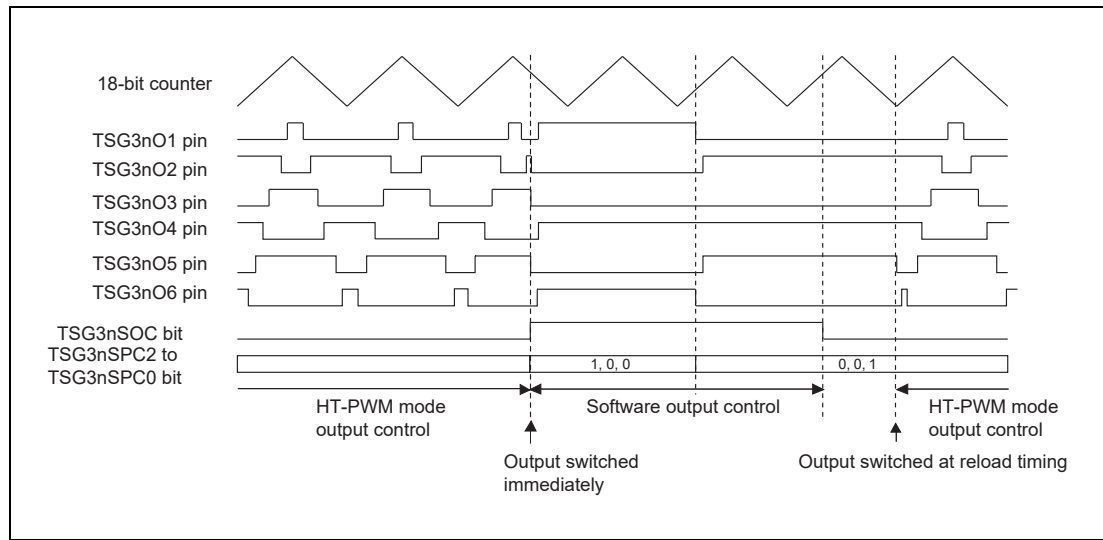 18-bit counter
TSG3nO1 pin
TSG3nO2 pin
TSG3nO3 pin
TSG3nO4 pin
TSG3nO5 pin
TSG3nO6 pin
TSG3nSOC bit
TSG3nSPC2 to
TSG3nSPC0 bit
1, 0, 0
0, 0, 1
HT-PWM mode
output control
Software output control
HT-PWM mode
output control
Output switched
immediately
Output switched at reload timing